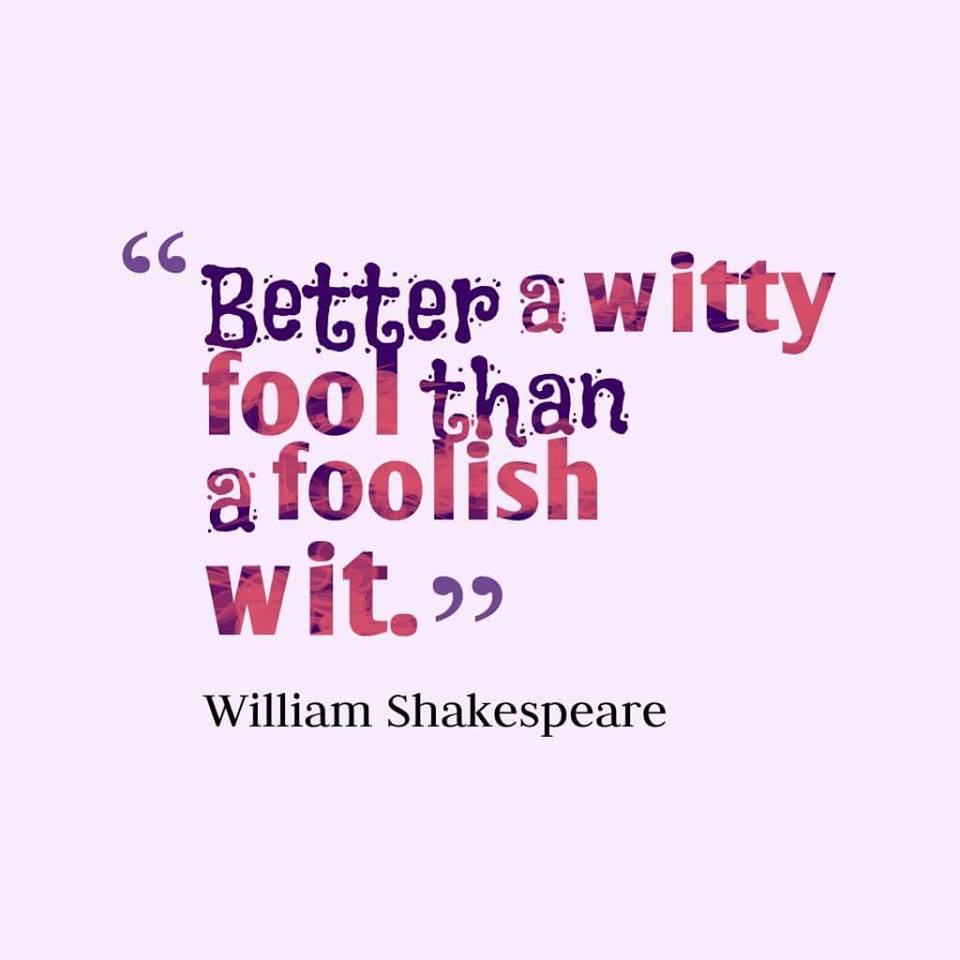 “Better a witty
fool than
a foolish
wit.”
William Shakespeare